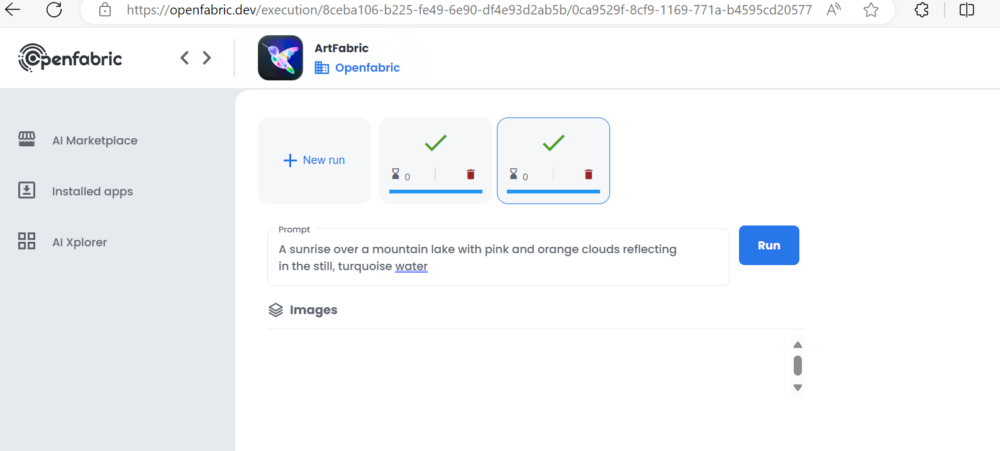 https://openfabric.dev/execution/8ceba106-b225-fe49-6e90-df4e93d2ab5b/0ca9529f-8cf9-1169-771a-b4595cd20577
Openfabric
ArtFabric
Openfabric
AI Marketplace
Installed apps
AI Xplorer
New run
0
0
Prompt
A sunrise over a mountain lake with pink and orange clouds reflecting
in the still, turquoise water
Run
Images